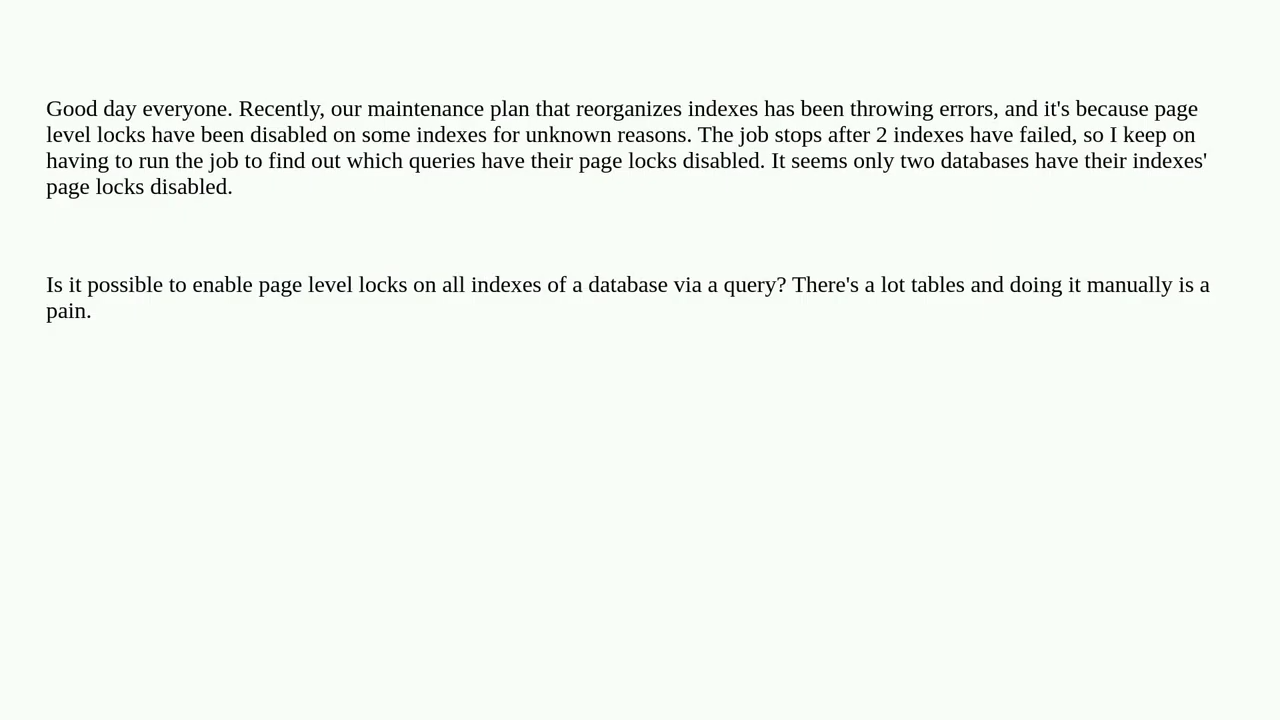 Good day everyone. Recently, our maintenance plan that reorganizes indexes has been throwing errors, and it's because page
level locks have been disabled on some indexes for unknown reasons. The job stops after 2 indexes have failed, so I keep on
having to run the job to find out which queries have their page locks disabled. It seems only two databases have their indexes'
page locks disabled.
Is it possible to enable page level locks on all indexes of a database via a query? There's a lot tables and doing it manually is a
pain.